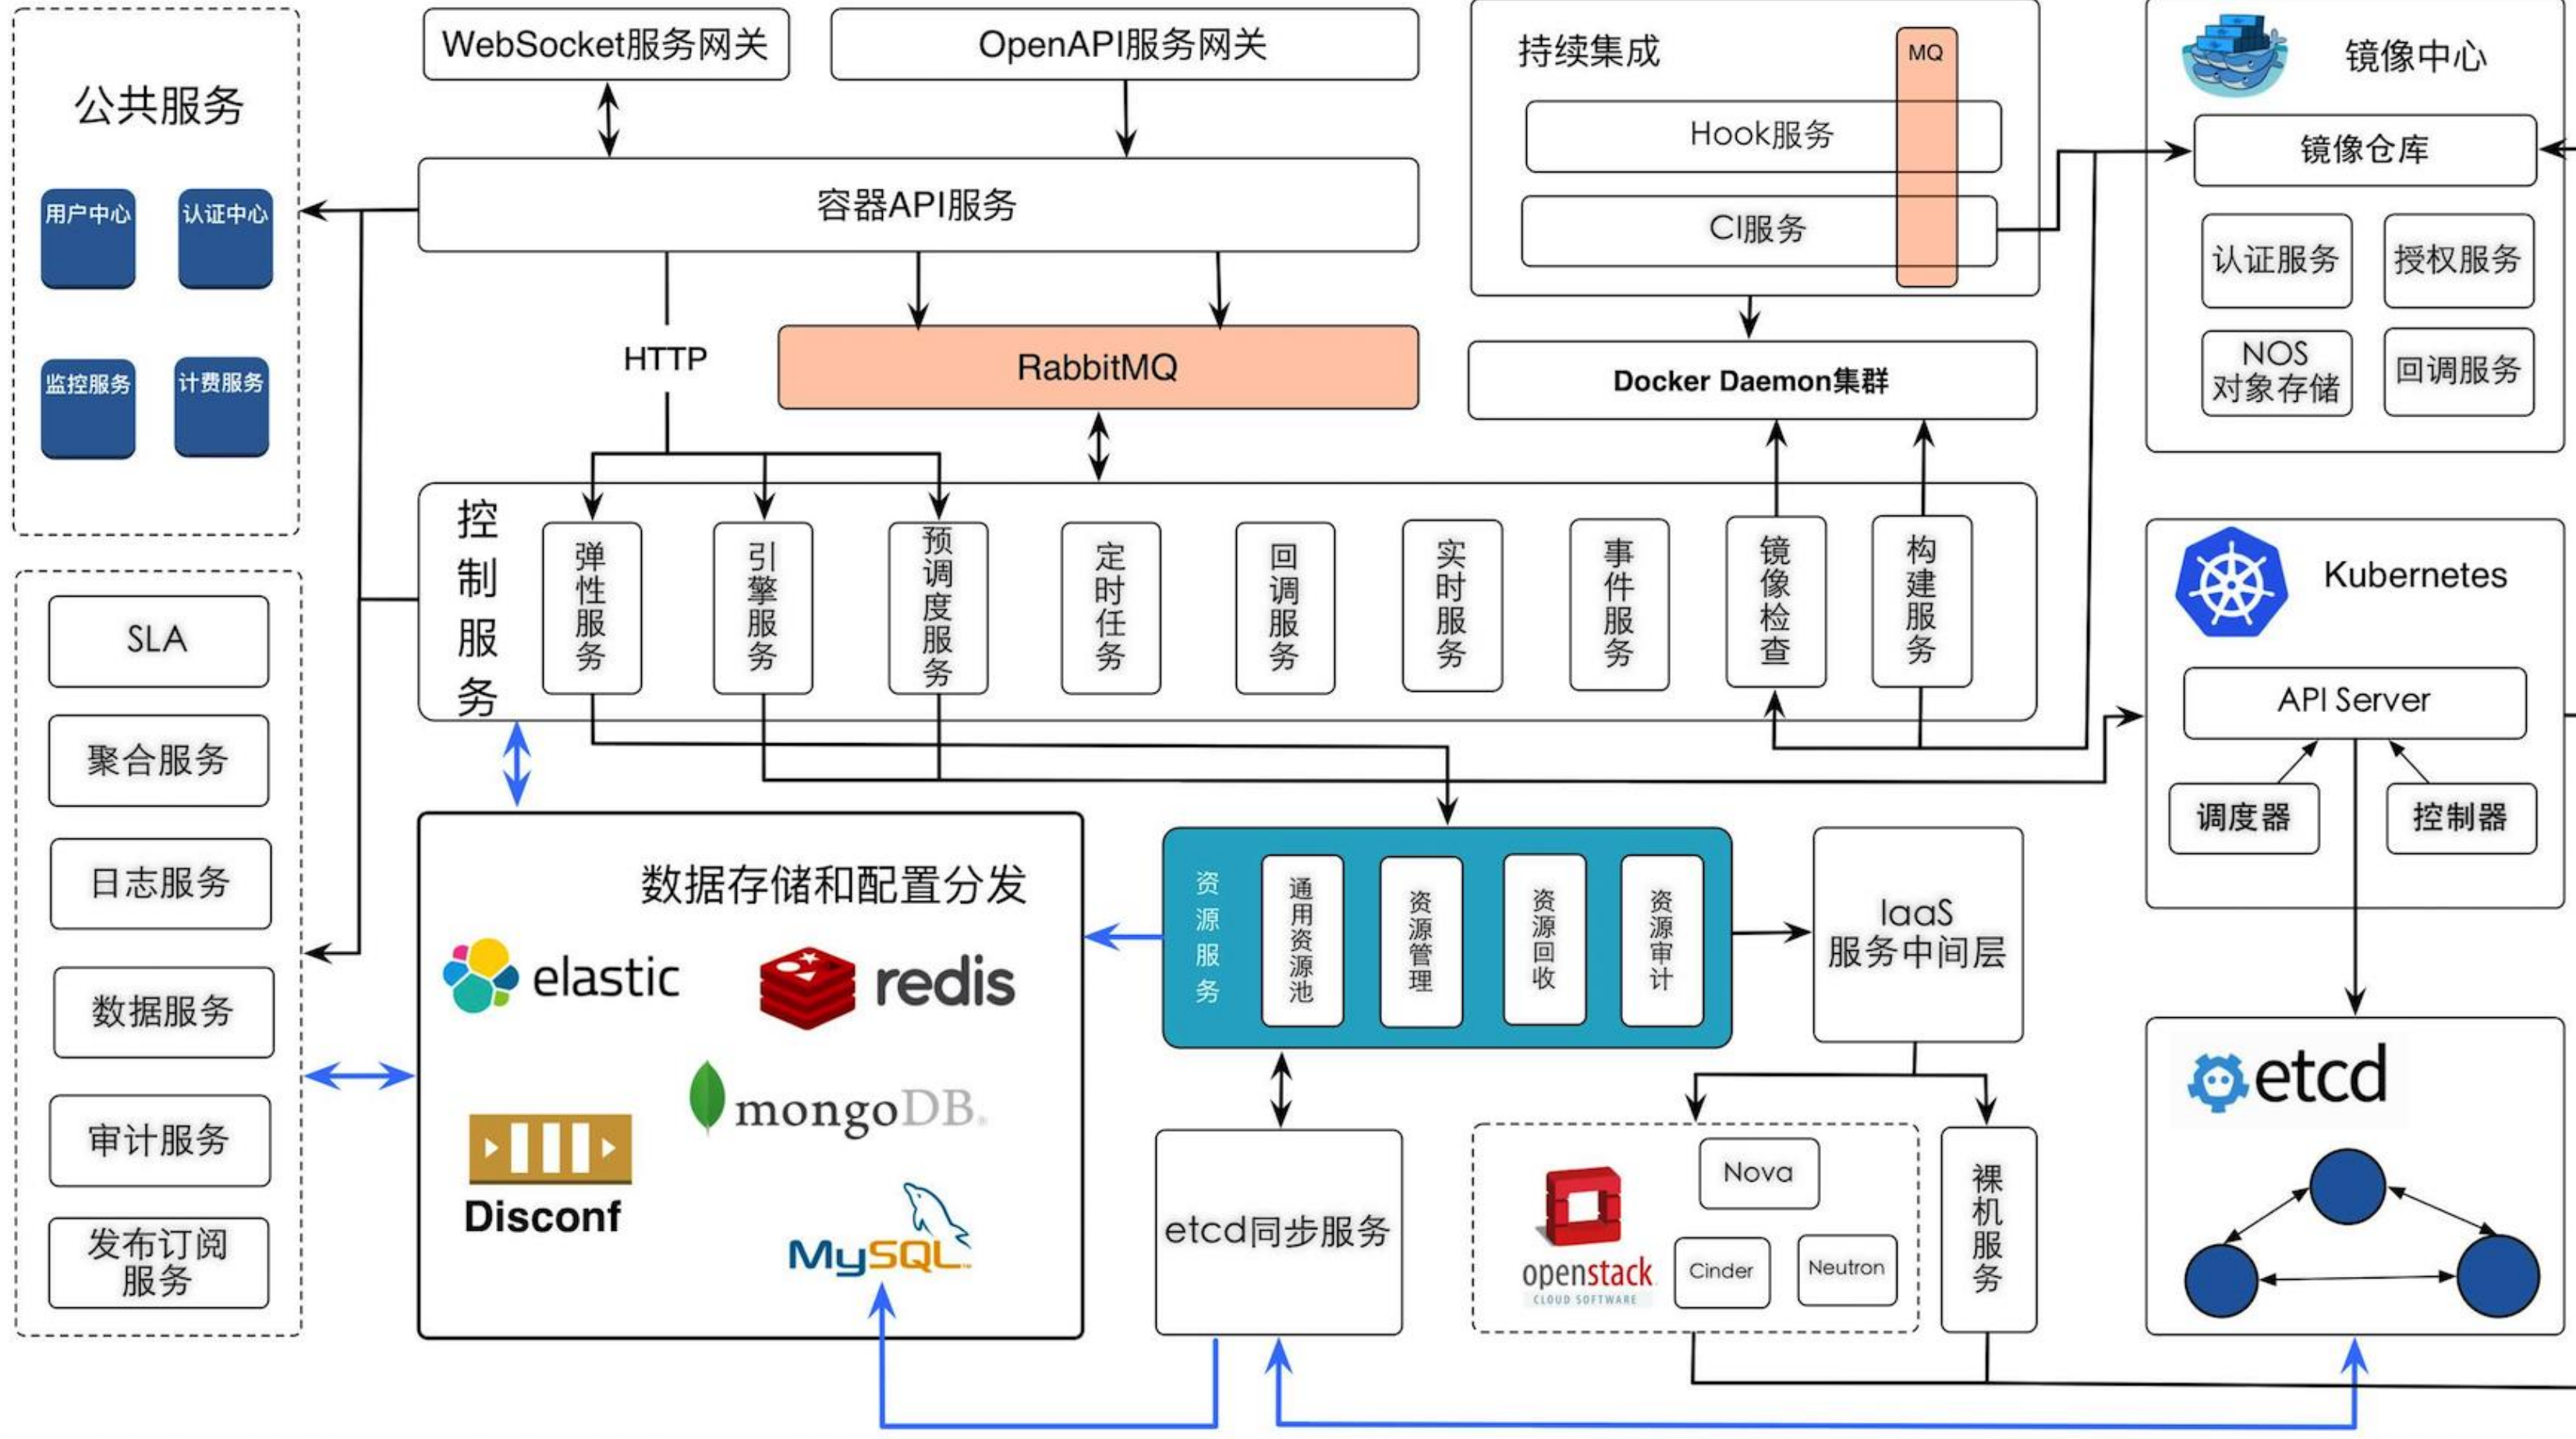 公共服务
用户中心
认证中心
监控服务
计费服务
SLA
聚合服务
日志服务
数据服务
审计服务
发布订阅
服务
WebSocket服务网关
OpenAPI服务网关
容器API服务
HTTP
RabbitMQ
持续集成
MQ
Hook服务
CI服务
Docker Daemon集群
控制服务
弹性服务
引擎服务
预调度服务
定时任务
回调服务
实时服务
事件服务
镜像检查
构建服务
数据存储和配置分发
elastic
redis
mongoDB
Disconf
MySQL
资源服务
通用资源池
资源管理
资源回收
资源审计
IaaS
服务中间层
etcd同步服务
openstack
CLOUD SOFTWARE
Nova
Cinder
Neutron
裸机服务
镜像中心
镜像仓库
认证服务
授权服务
NOS
对象存储
回调服务
Kubernetes
API Server
调度器
控制器
etcd